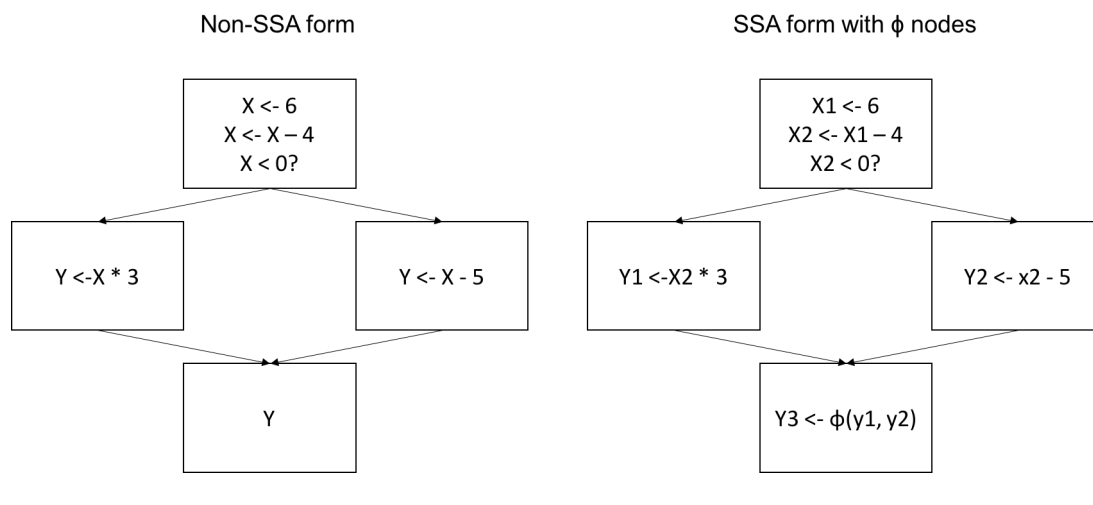 Non-SSA form
X <- 6
X <- X – 4
X < 0?
Y <-X * 3
Y <- X - 5
Y
SSA form with ϕ nodes
X1 <- 6
X2 <- X1 – 4
X2 < 0?
Y1 <-X2 * 3
Y2 <- x2 - 5
Y3 <- ϕ(y1, y2)